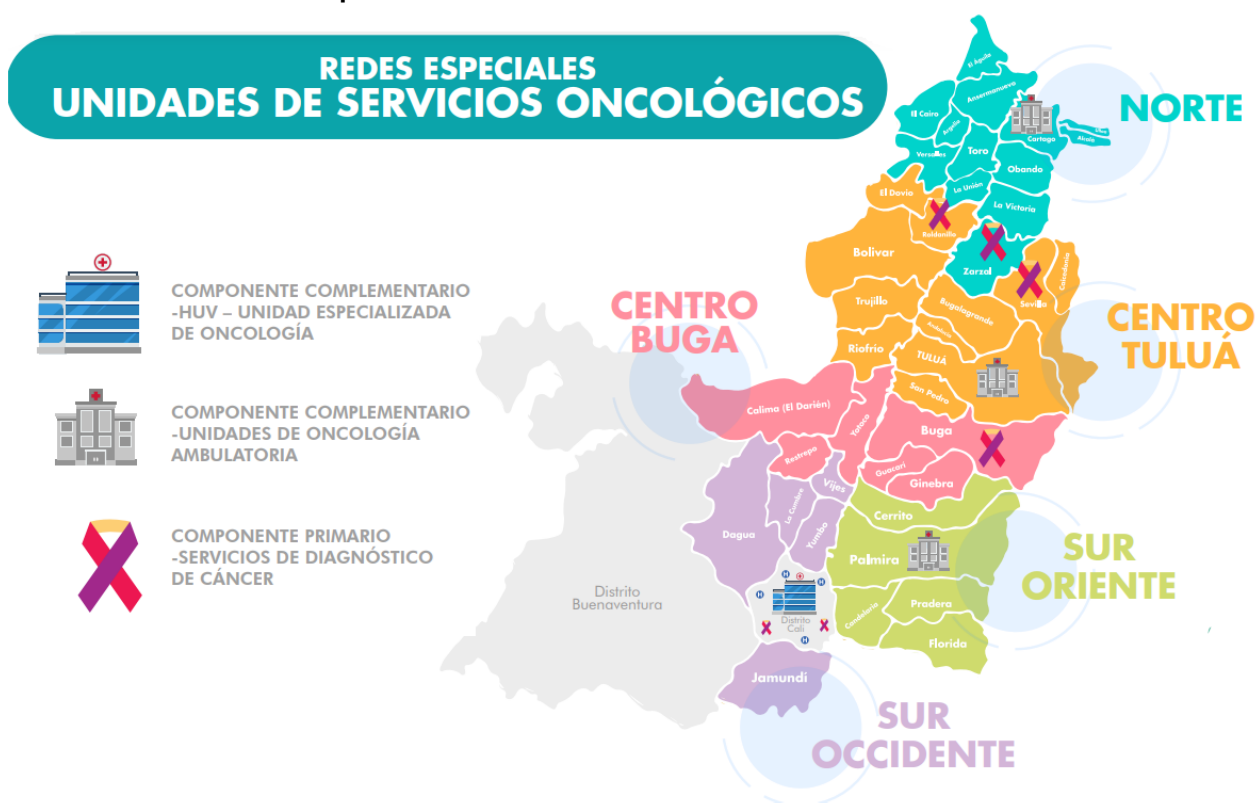 REDES ESPECIALES
UNIDADES DE SERVICIOS ONCOLÓGICOS
COMPONENTE COMPLEMENTARIO
-HUV – UNIDAD ESPECIALIZADA
DE ONCOLOGÍA
COMPONENTE COMPLEMENTARIO
-UNIDADES DE ONCOLOGÍA
AMBULATORIA
COMPONENTE PRIMARIO
-SERVICIOS DE DIAGNÓSTICO
DE CÁNCER
NORTE
El Águila
Ansermanuevo
El Cairo
Argelia
Cartago
Ulloa
Alcala
Versalles
Toro
Obando
La Unión
La Victoria
Zarzal
CENTRO
TULUÁ
El Dovio
Roldanillo
Bolivar
Sevilla
Caicedonia
Trujillo
Bugalagrande
Andalucía
Riofrío
TULUÁ
San Pedro
CENTRO
BUGA
Calima (El Darién)
Yotoco
Buga
Restrepo
Guacarí
Ginebra
SUR
ORIENTE
Cerrito
Palmira
Candelaria
Pradera
Florida
SUR
OCCIDENTE
Vijes
La Cumbre
Yumbo
Dagua
Jamundí
Distrito
Buenaventura
Distrito
Cali
H
H
H
H
H